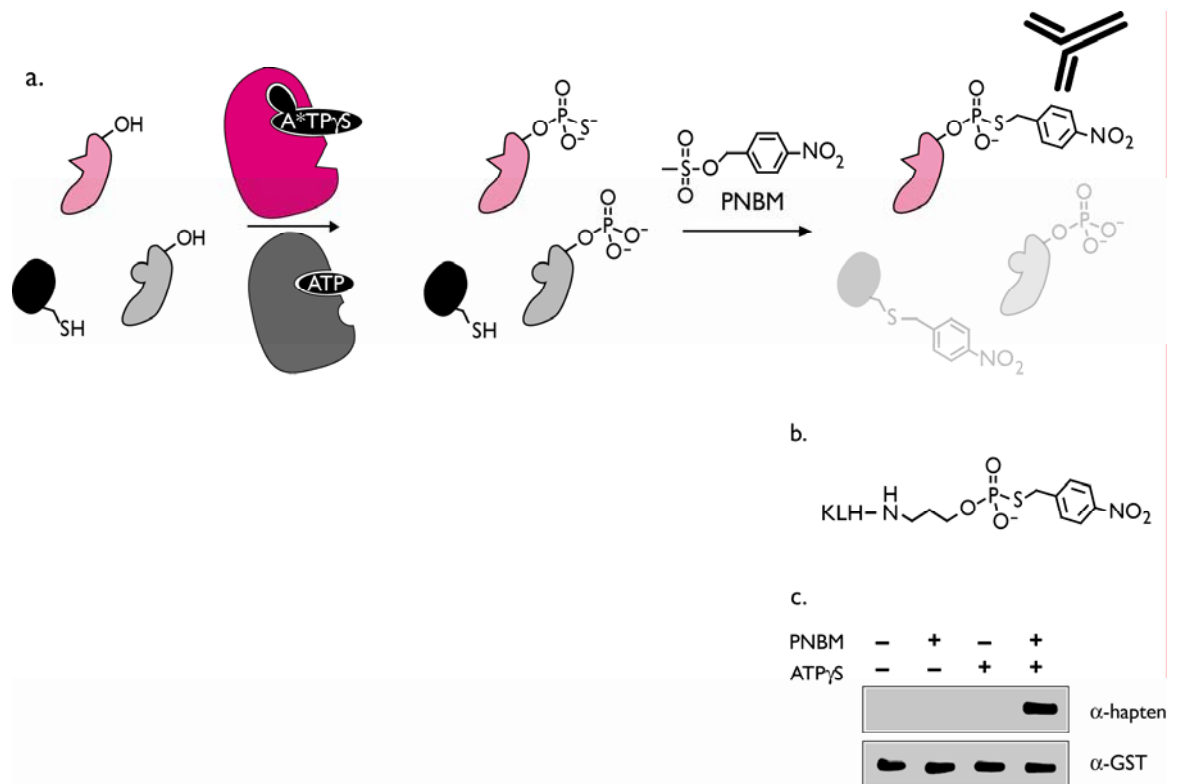 a.
OH
A*TPγS
O
O P S⁻
O⁻
O
S O NO₂
O
PNBM
O
O P S NO₂
O⁻
SH
OH
ATP
SH
O
O P O⁻
O⁻
S NO₂
O
O P O⁻
O⁻
b.
KLH–N
H
O
O P S NO₂
O⁻
c.
PNBM – + – +
ATPγS – – + +
α-hapten
α-GST